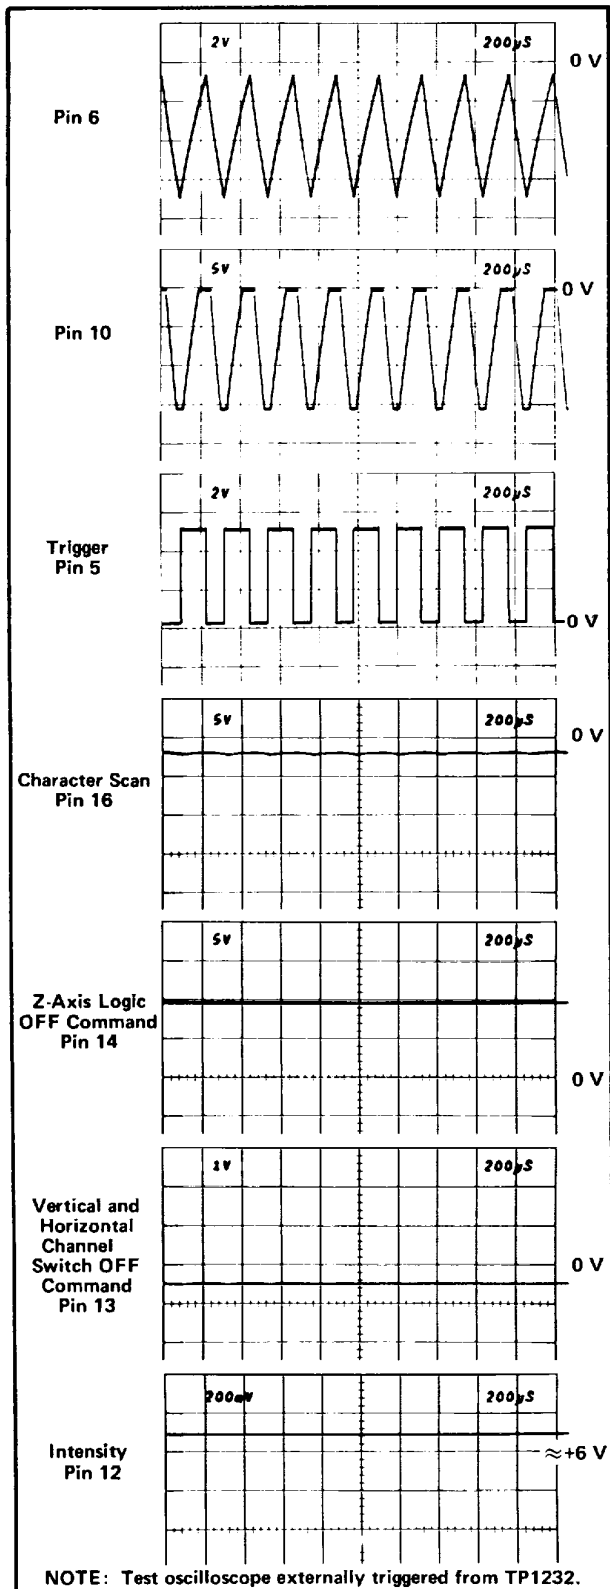 2V 200µS 0 V
Pin 6
5V 200µS 0 V
Pin 10
2V 200µS
Trigger
Pin 5
0 V
5V 200µS 0 V
Character Scan
Pin 16
5V 200µS
Z-Axis Logic
OFF Command
Pin 14
0 V
1V 200µS
Vertical and
Horizontal
Channel
Switch OFF
Command
Pin 13
0 V
200mV 200µS
Intensity
Pin 12
≈+6 V
NOTE: Test oscilloscope externally triggered from TP1232.